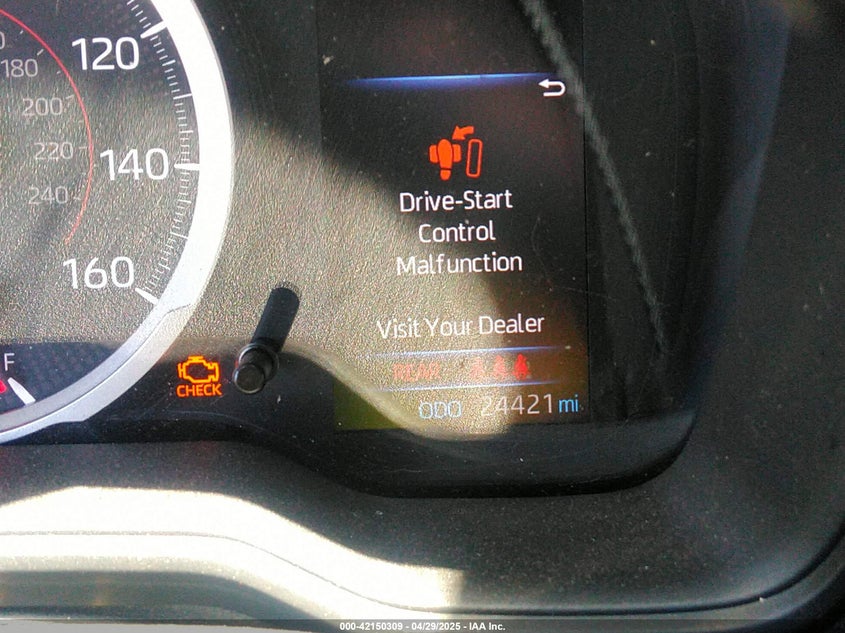 120
180
200
140
220
240
160
Drive-Start
Control
Malfunction
Visit Your Dealer
F
CHECK
REAR
ODO 24421 mi
000-42150309 - 04/29/2025 - IAA Inc.